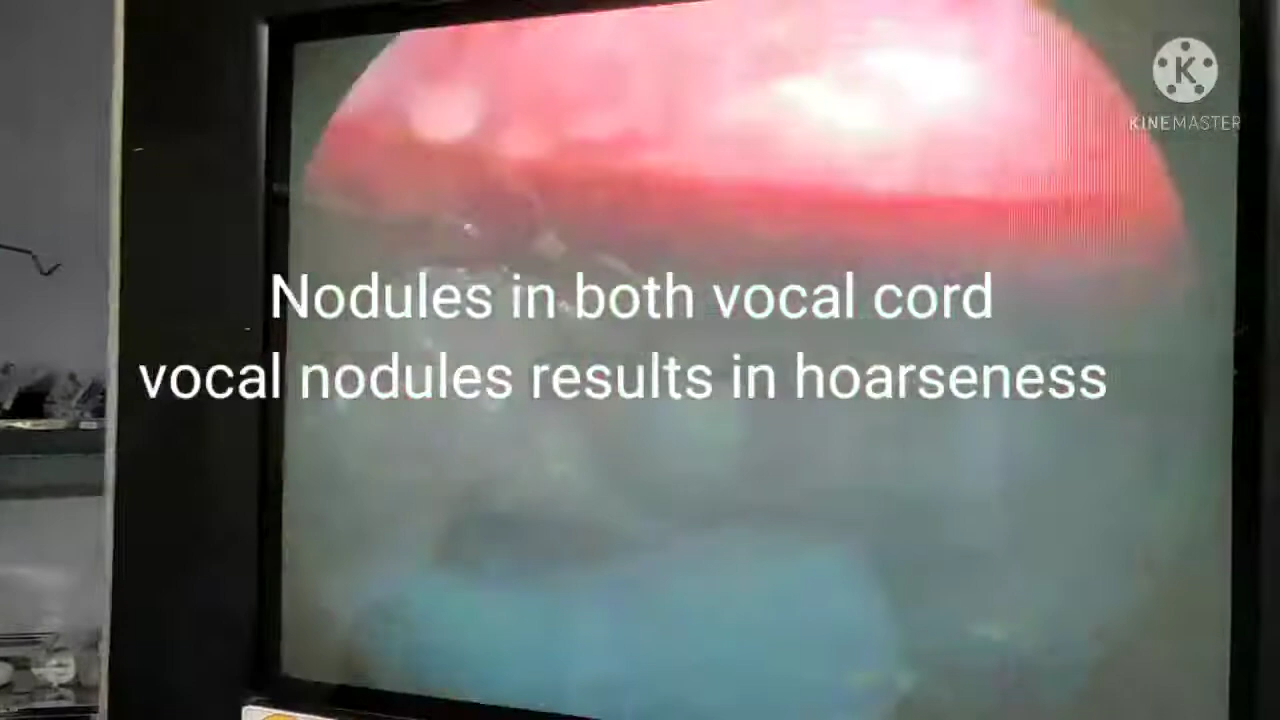 K
KINEMASTER
Nodules in both vocal cord
vocal nodules results in hoarseness